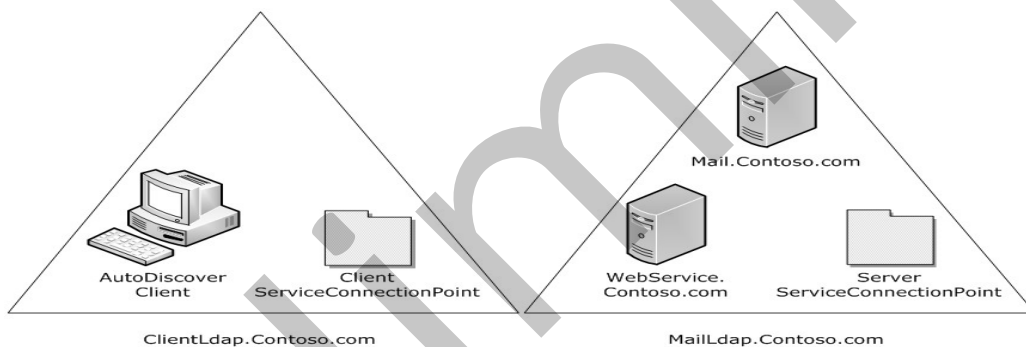 Mail.Contoso.com
AutoDiscover
Client
Client
ServiceConnectionPoint
WebService.
Contoso.com
Server
ServiceConnectionPoint
ClientLdap.Contoso.com
MailLdap.Contoso.com